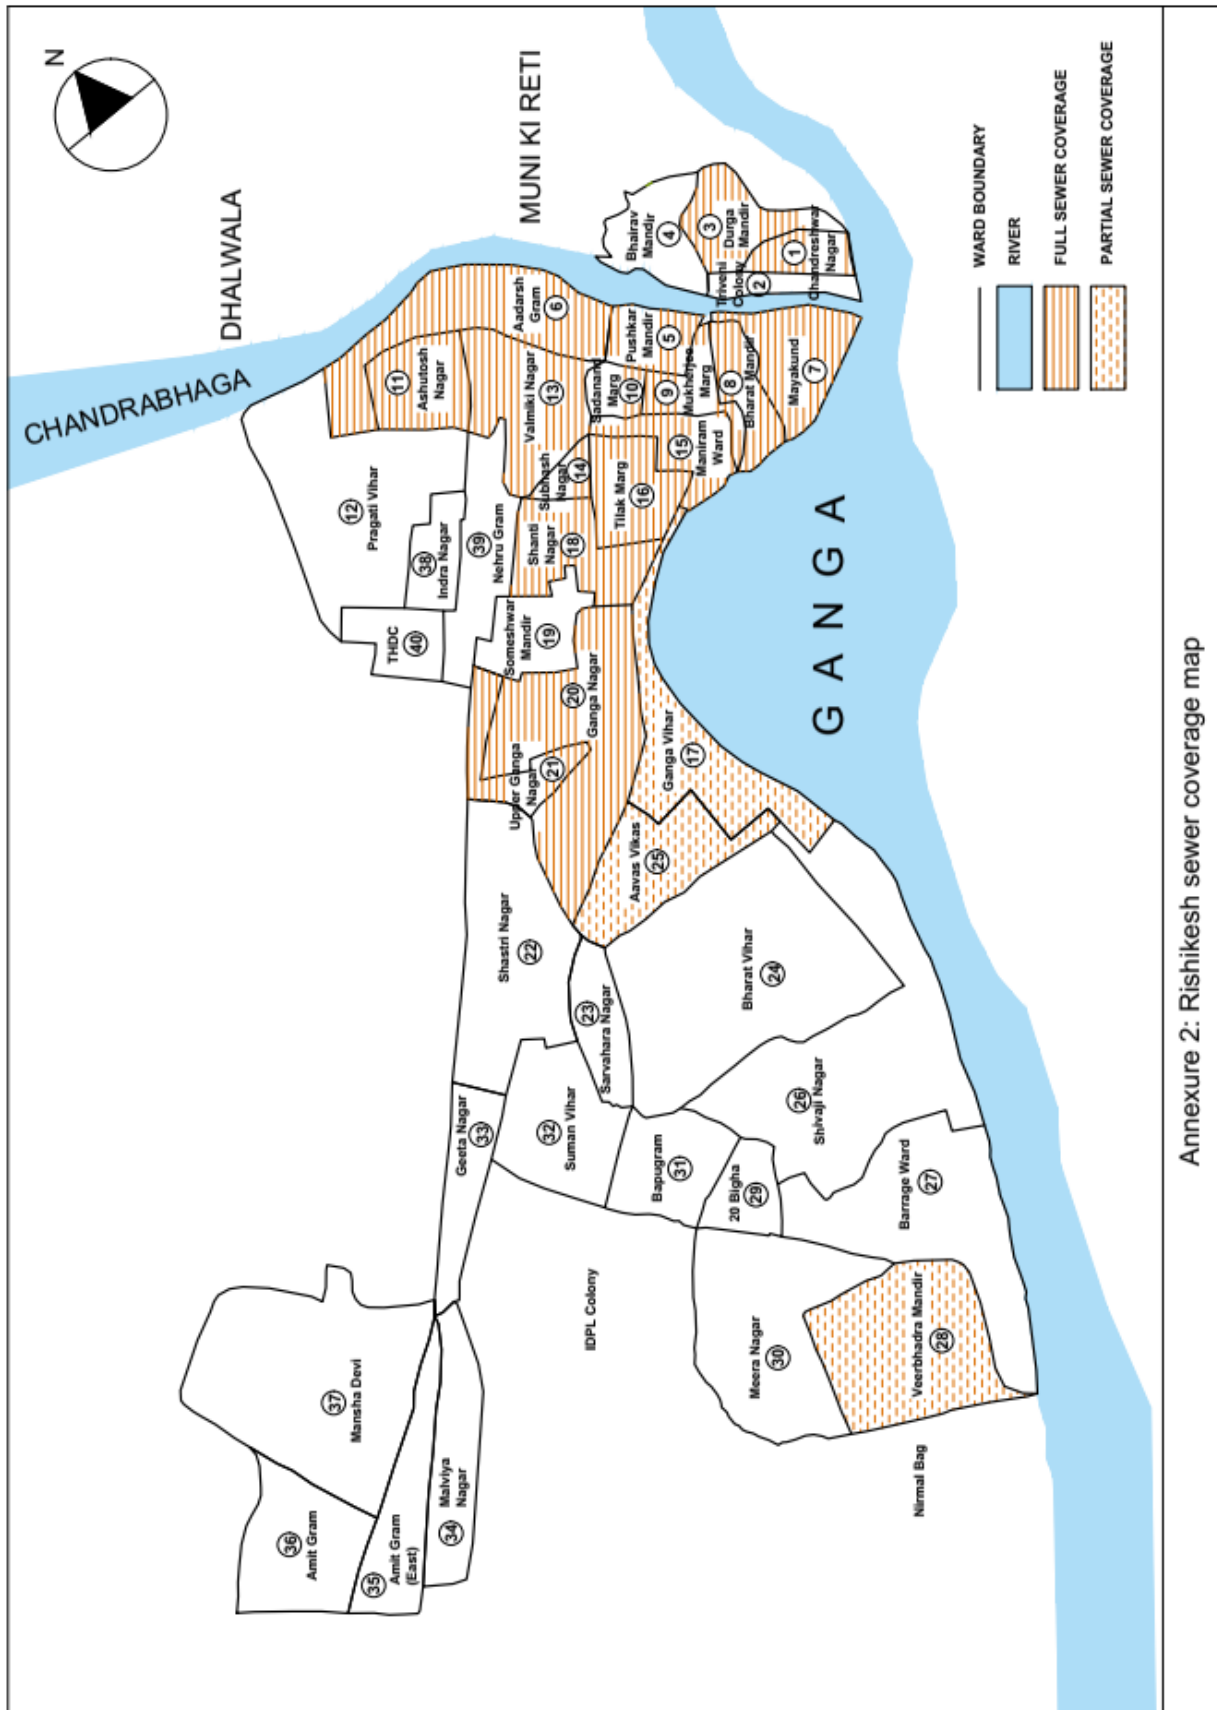 N
DHALWALA
MUNI KI RETI
CHANDRABHAGA
GANGA
Bhairav
Mandir
4
3
Durga
Mandir
1
Chandreshwar
Nagar
Triveni
Colony
2
Aadarsh
Gram
6
Pushkar
Mandir
5
Mukherjee
Marg
9
8
Bharat Mandir
Mayakund
7
Sadanand
Marg
10
11
Ashutosh
Nagar
Valmiki Nagar
13
Subhash
Nagar
14
15
Maniram
Ward
Tilak Marg
16
Shanti
Nagar
18
12
Pragati Vihar
38
Indra Nagar
39
Nehru Gram
THDC
40
Someshwar
Mandir
19
20
Ganga Nagar
Upper Ganga
Nagar
21
Ganga Vihar
17
Aavas Vikas
25
Shastri Nagar
22
23
Sarvahara Nagar
Bharat Vihar
24
26
Shivaji Nagar
Barrage Ward
27
Geeta Nagar
33
32
Suman Vihar
Bapugram
31
20 Bigha
29
IDPL Colony
Meera Nagar
30
Veerbhadra Mandir
28
Nirmal Bag
37
Mansha Devi
36
Amit Gram
35
Amit Gram
(East)
Malviya
Nagar
34
WARD BOUNDARY
RIVER
FULL SEWER COVERAGE
PARTIAL SEWER COVERAGE
Annexure 2: Rishikesh sewer coverage map